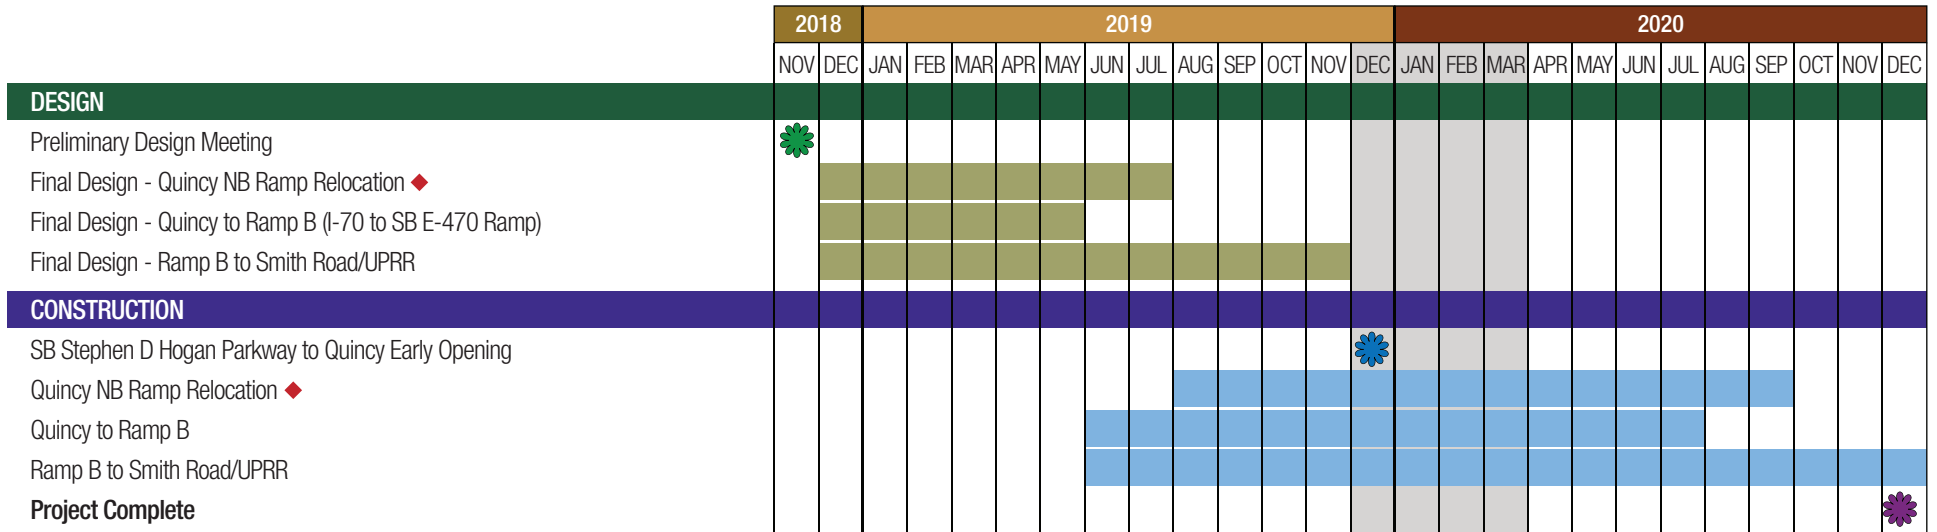 2018 2019 2020
NOV DEC JAN FEB MAR APR MAY JUN JUL AUG SEP OCT NOV DEC JAN FEB MAR APR MAY JUN JUL AUG SEP OCT NOV DEC
DESIGN
Preliminary Design Meeting
Final Design - Quincy NB Ramp Relocation
Final Design - Quincy to Ramp B (I-70 to SB E-470 Ramp)
Final Design - Ramp B to Smith Road/UPRR
CONSTRUCTION
SB Stephen D Hogan Parkway to Quincy Early Opening
Quincy NB Ramp Relocation
Quincy to Ramp B
Ramp B to Smith Road/UPRR
Project Complete